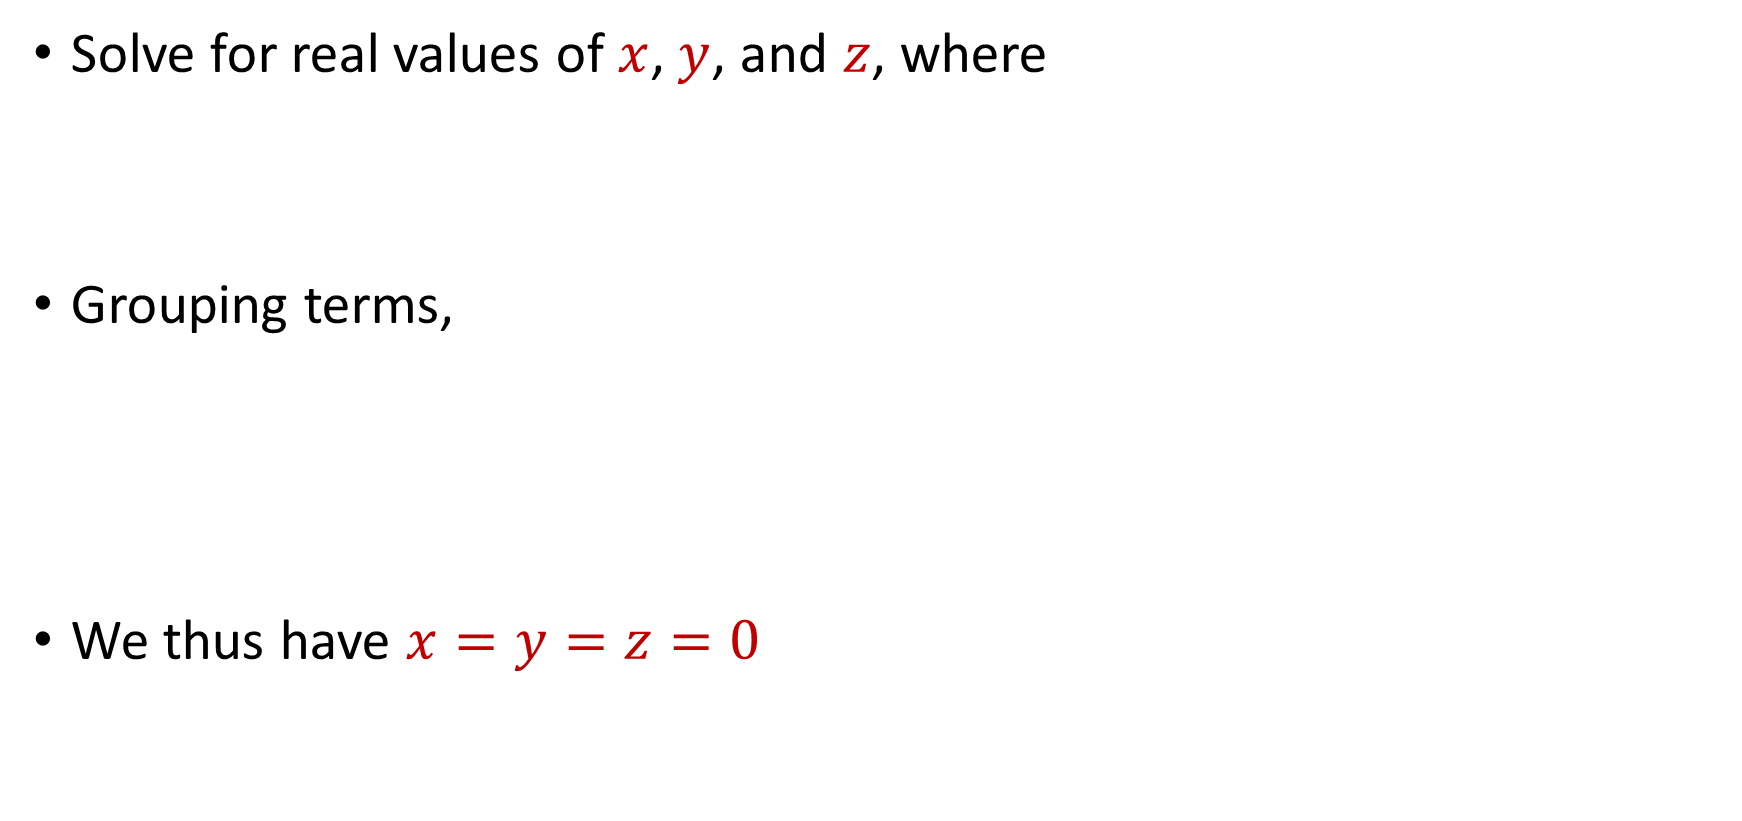 • Solve for real values of 𝑥, 𝑦, and 𝑧, where
• Grouping terms,
• We thus have 𝑥 = 𝑦 = 𝑧 = 0